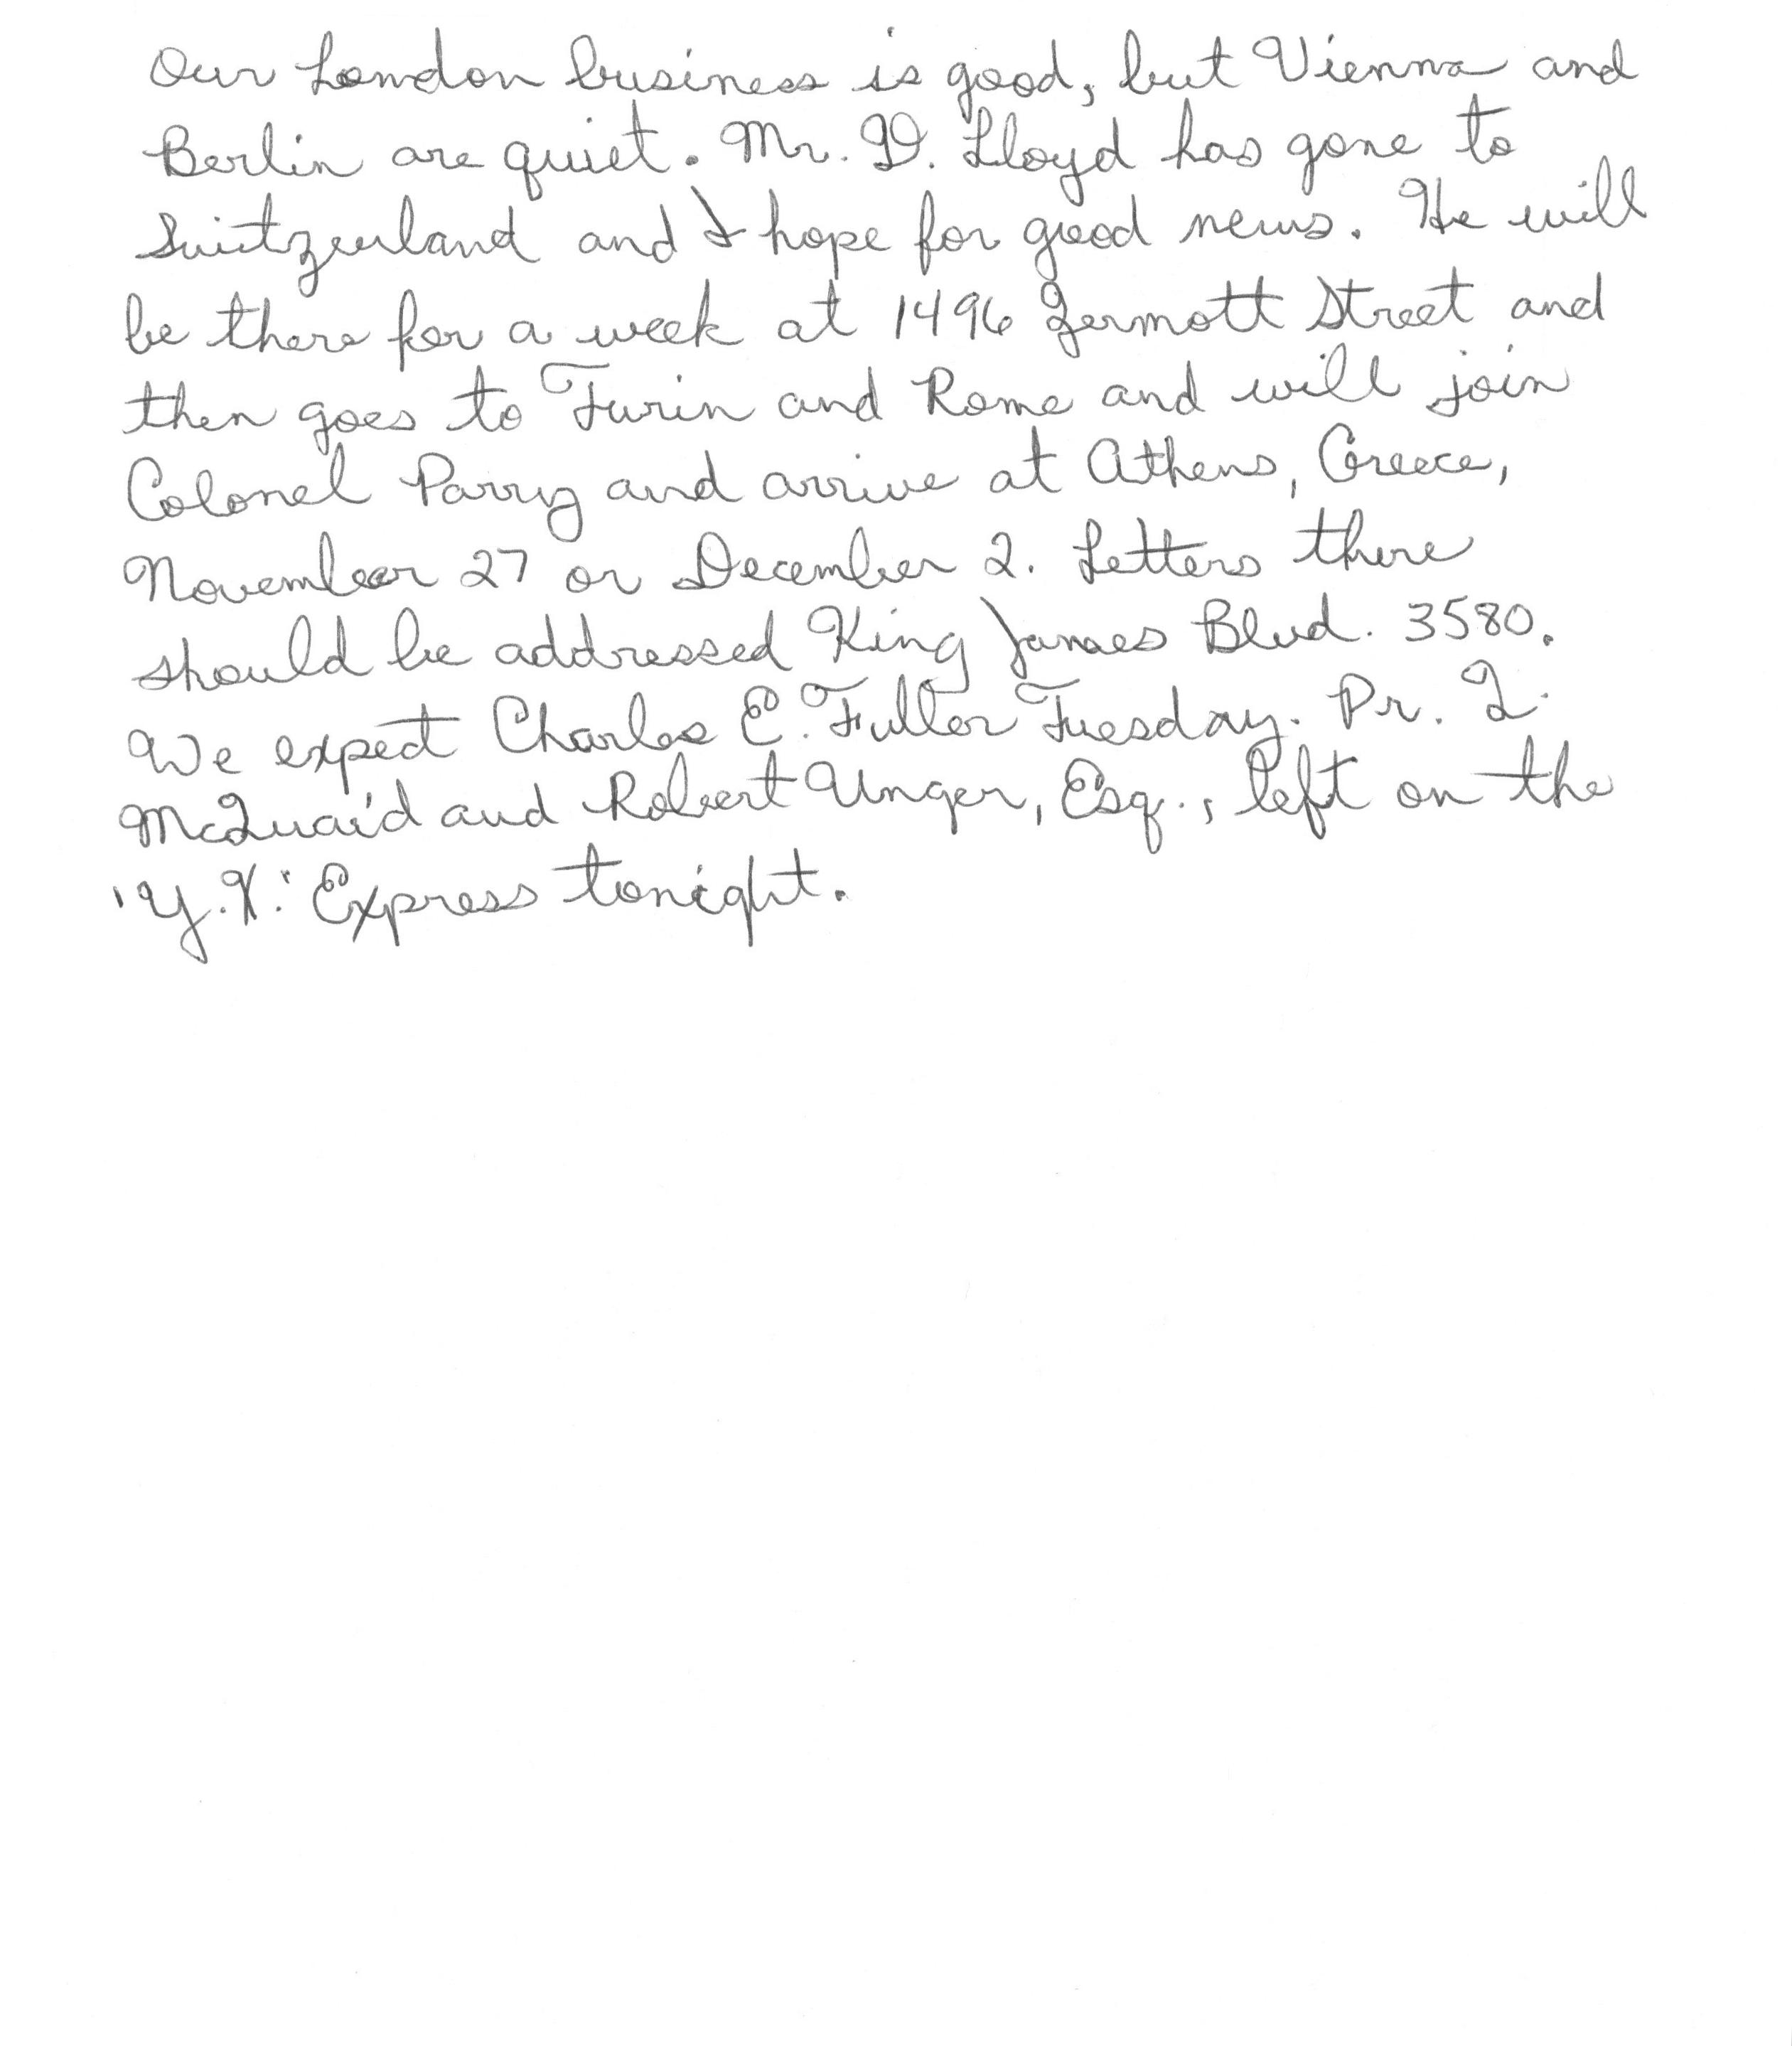 Our London business is good, but Vienna and
Berlin are quiet. Mr. D. Lloyd has gone to
Switzerland and I hope for good news. He will
be there for a week at 1496 Zermott Street and
then goes to Turin and Rome and will join
Colonel Parry and arrive at Athens, Greece,
November 27 or December 2. Letters there
should be addressed King James Blvd. 3580.
We expect Charles E. Fuller Tuesday. Dr. Q.
McQuaid and Robert Unger, Esq., left on the
'Y.X.' Express tonight.